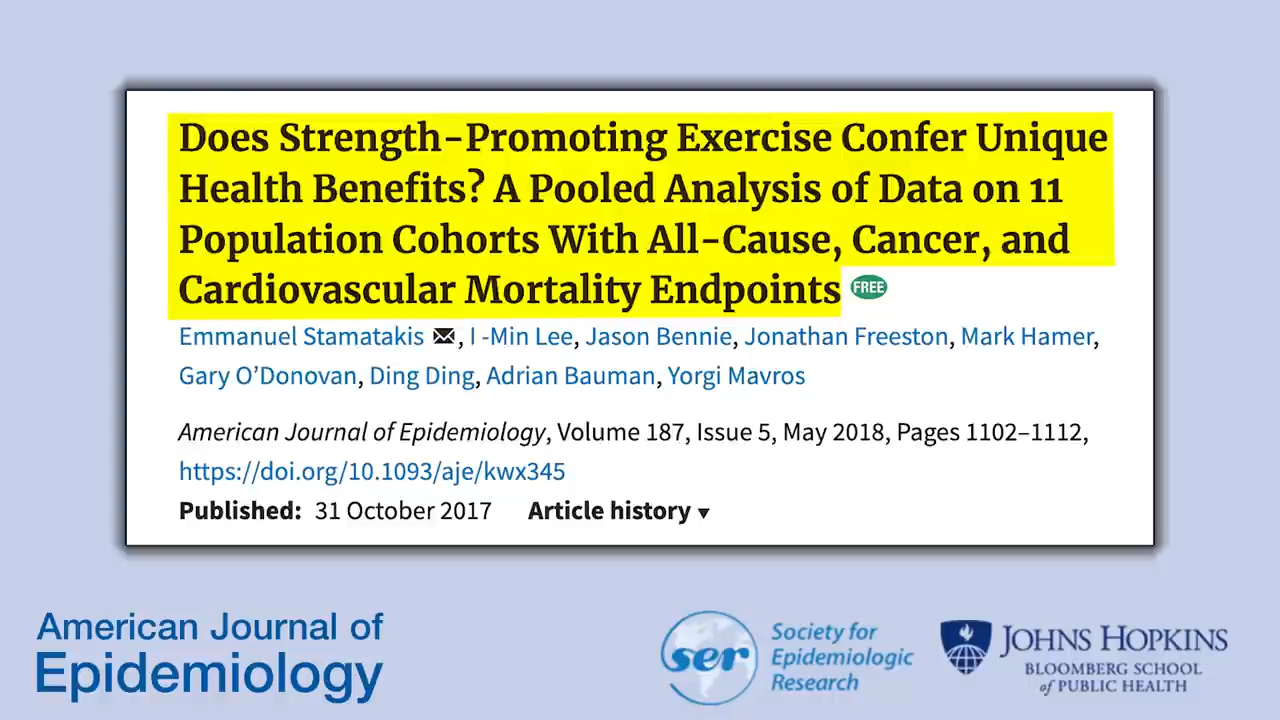 Does Strength-Promoting Exercise Confer Unique
Health Benefits? A Pooled Analysis of Data on 11
Population Cohorts With All-Cause, Cancer, and
Cardiovascular Mortality Endpoints FREE
Emmanuel Stamatakis , I -Min Lee, Jason Bennie, Jonathan Freeston, Mark Hamer,
Gary O’Donovan, Ding Ding, Adrian Bauman, Yorgi Mavros
American Journal of Epidemiology, Volume 187, Issue 5, May 2018, Pages 1102–1112,
https://doi.org/10.1093/aje/kwx345
Published: 31 October 2017 Article history ▾
American Journal of
Epidemiology
ser
Society for
Epidemiologic
Research
JOHNS HOPKINS
BLOOMBERG SCHOOL
of PUBLIC HEALTH